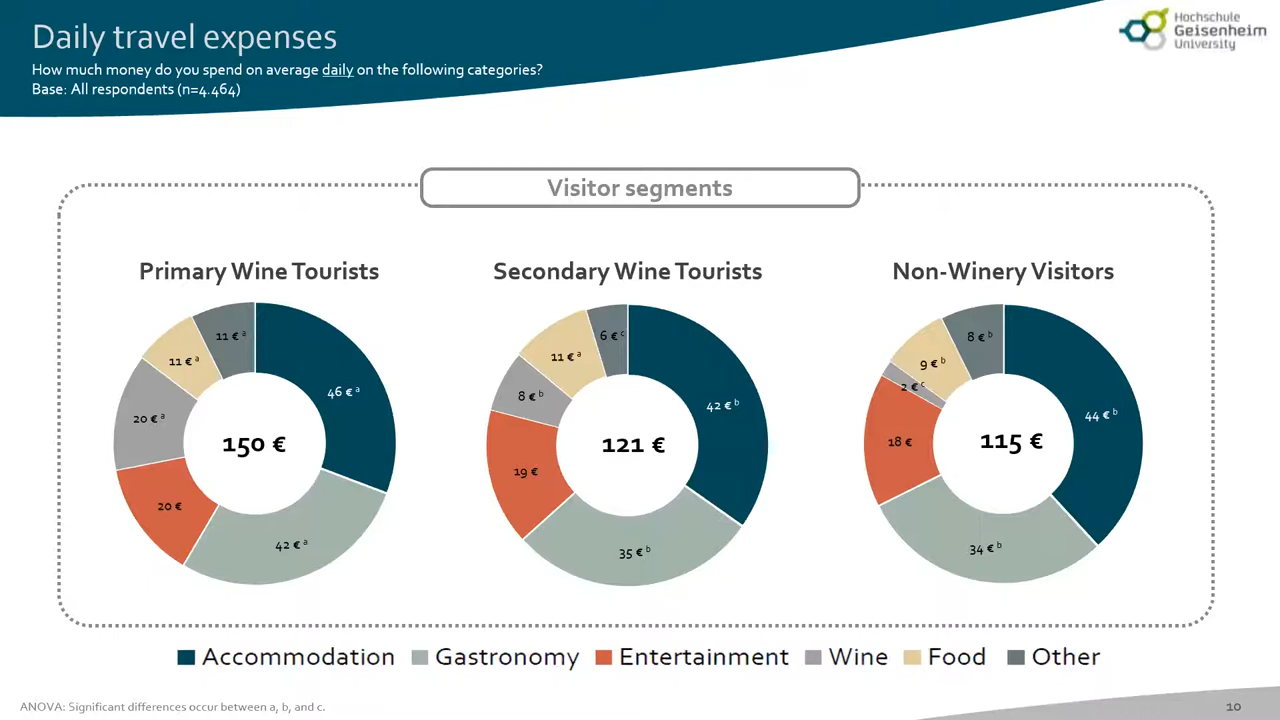 Daily travel expenses
How much money do you spend on average daily on the following categories?
Base: All respondents (n=4.464)
Hochschule
Geisenheim
University
Visitor segments
Primary Wine Tourists
11 € a
11 € a
46 € a
20 € a
150 €
20 €
42 € a
Secondary Wine Tourists
6 € c
11 € a
8 € b
42 € b
121 €
19 €
35 € b
Non-Winery Visitors
8 € b
9 € b
2 € c
44 € b
18 €
115 €
34 € b
Accommodation Gastronomy Entertainment Wine Food Other
ANOVA: Significant differences occur between a, b, and c.
10